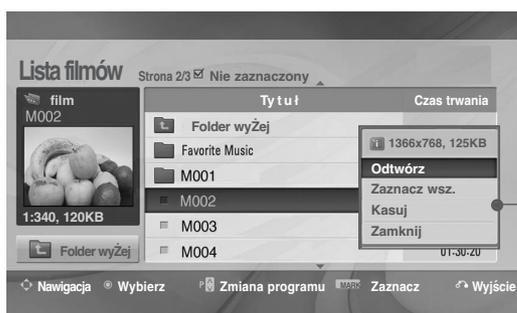 Lista filmów
Strona 2/3 Nie zaznaczony
film
M002
1:340, 120KB
Folder wyŻej
Tytuł
Czas trwania
Folder wyŻej
Favorite Music
M001
M002
M003
M004
01:30:20
1366x768, 125KB
Odtwórz
Zaznacz wsz.
Kasuj
Zamknij
Nawigacja
Wybierz
P Zmiana programu
MARK Zaznacz
Wyjście